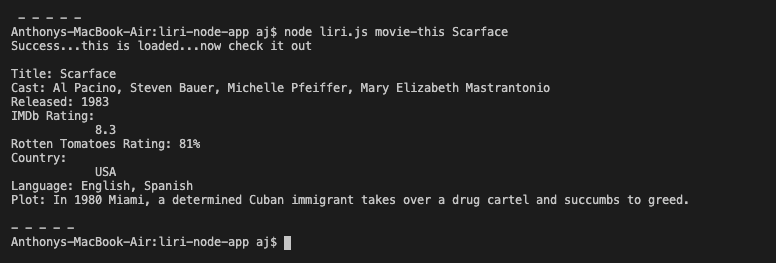 – – – – –
Anthonys-MacBook-Air:liri-node-app aj$ node liri.js movie-this Scarface
Success...this is loaded...now check it out
Title: Scarface
Cast: Al Pacino, Steven Bauer, Michelle Pfeiffer, Mary Elizabeth Mastrantonio
Released: 1983
IMDb Rating:
8.3
Rotten Tomatoes Rating: 81%
Country:
USA
Language: English, Spanish
Plot: In 1980 Miami, a determined Cuban immigrant takes over a drug cartel and succumbs to greed.
– – – – –
Anthonys-MacBook-Air:liri-node-app aj$